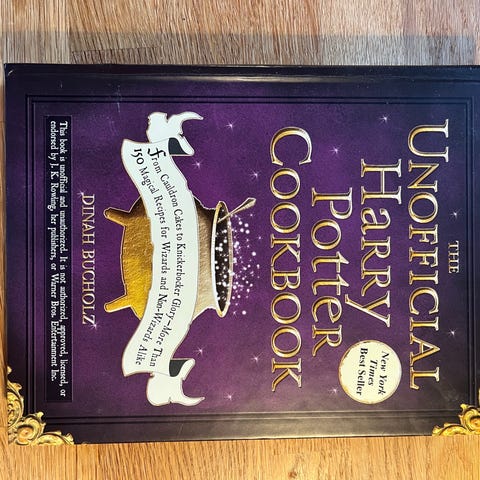 THE
UNOFFICIAL
Harry
Potter
COOKBOOK
New York
Times
Best Seller
From Cauldron Cakes to Knickerbocker Glory—More Than
150 Magical Recipes for Wizards and Non-Wizards Alike
DINAH BUCHOLZ
This book is unofficial and unauthorized. It is not authorized, approved, licensed, or
endorsed by J. K. Rowling, her publishers, or Warner Bros. Entertainment Inc.